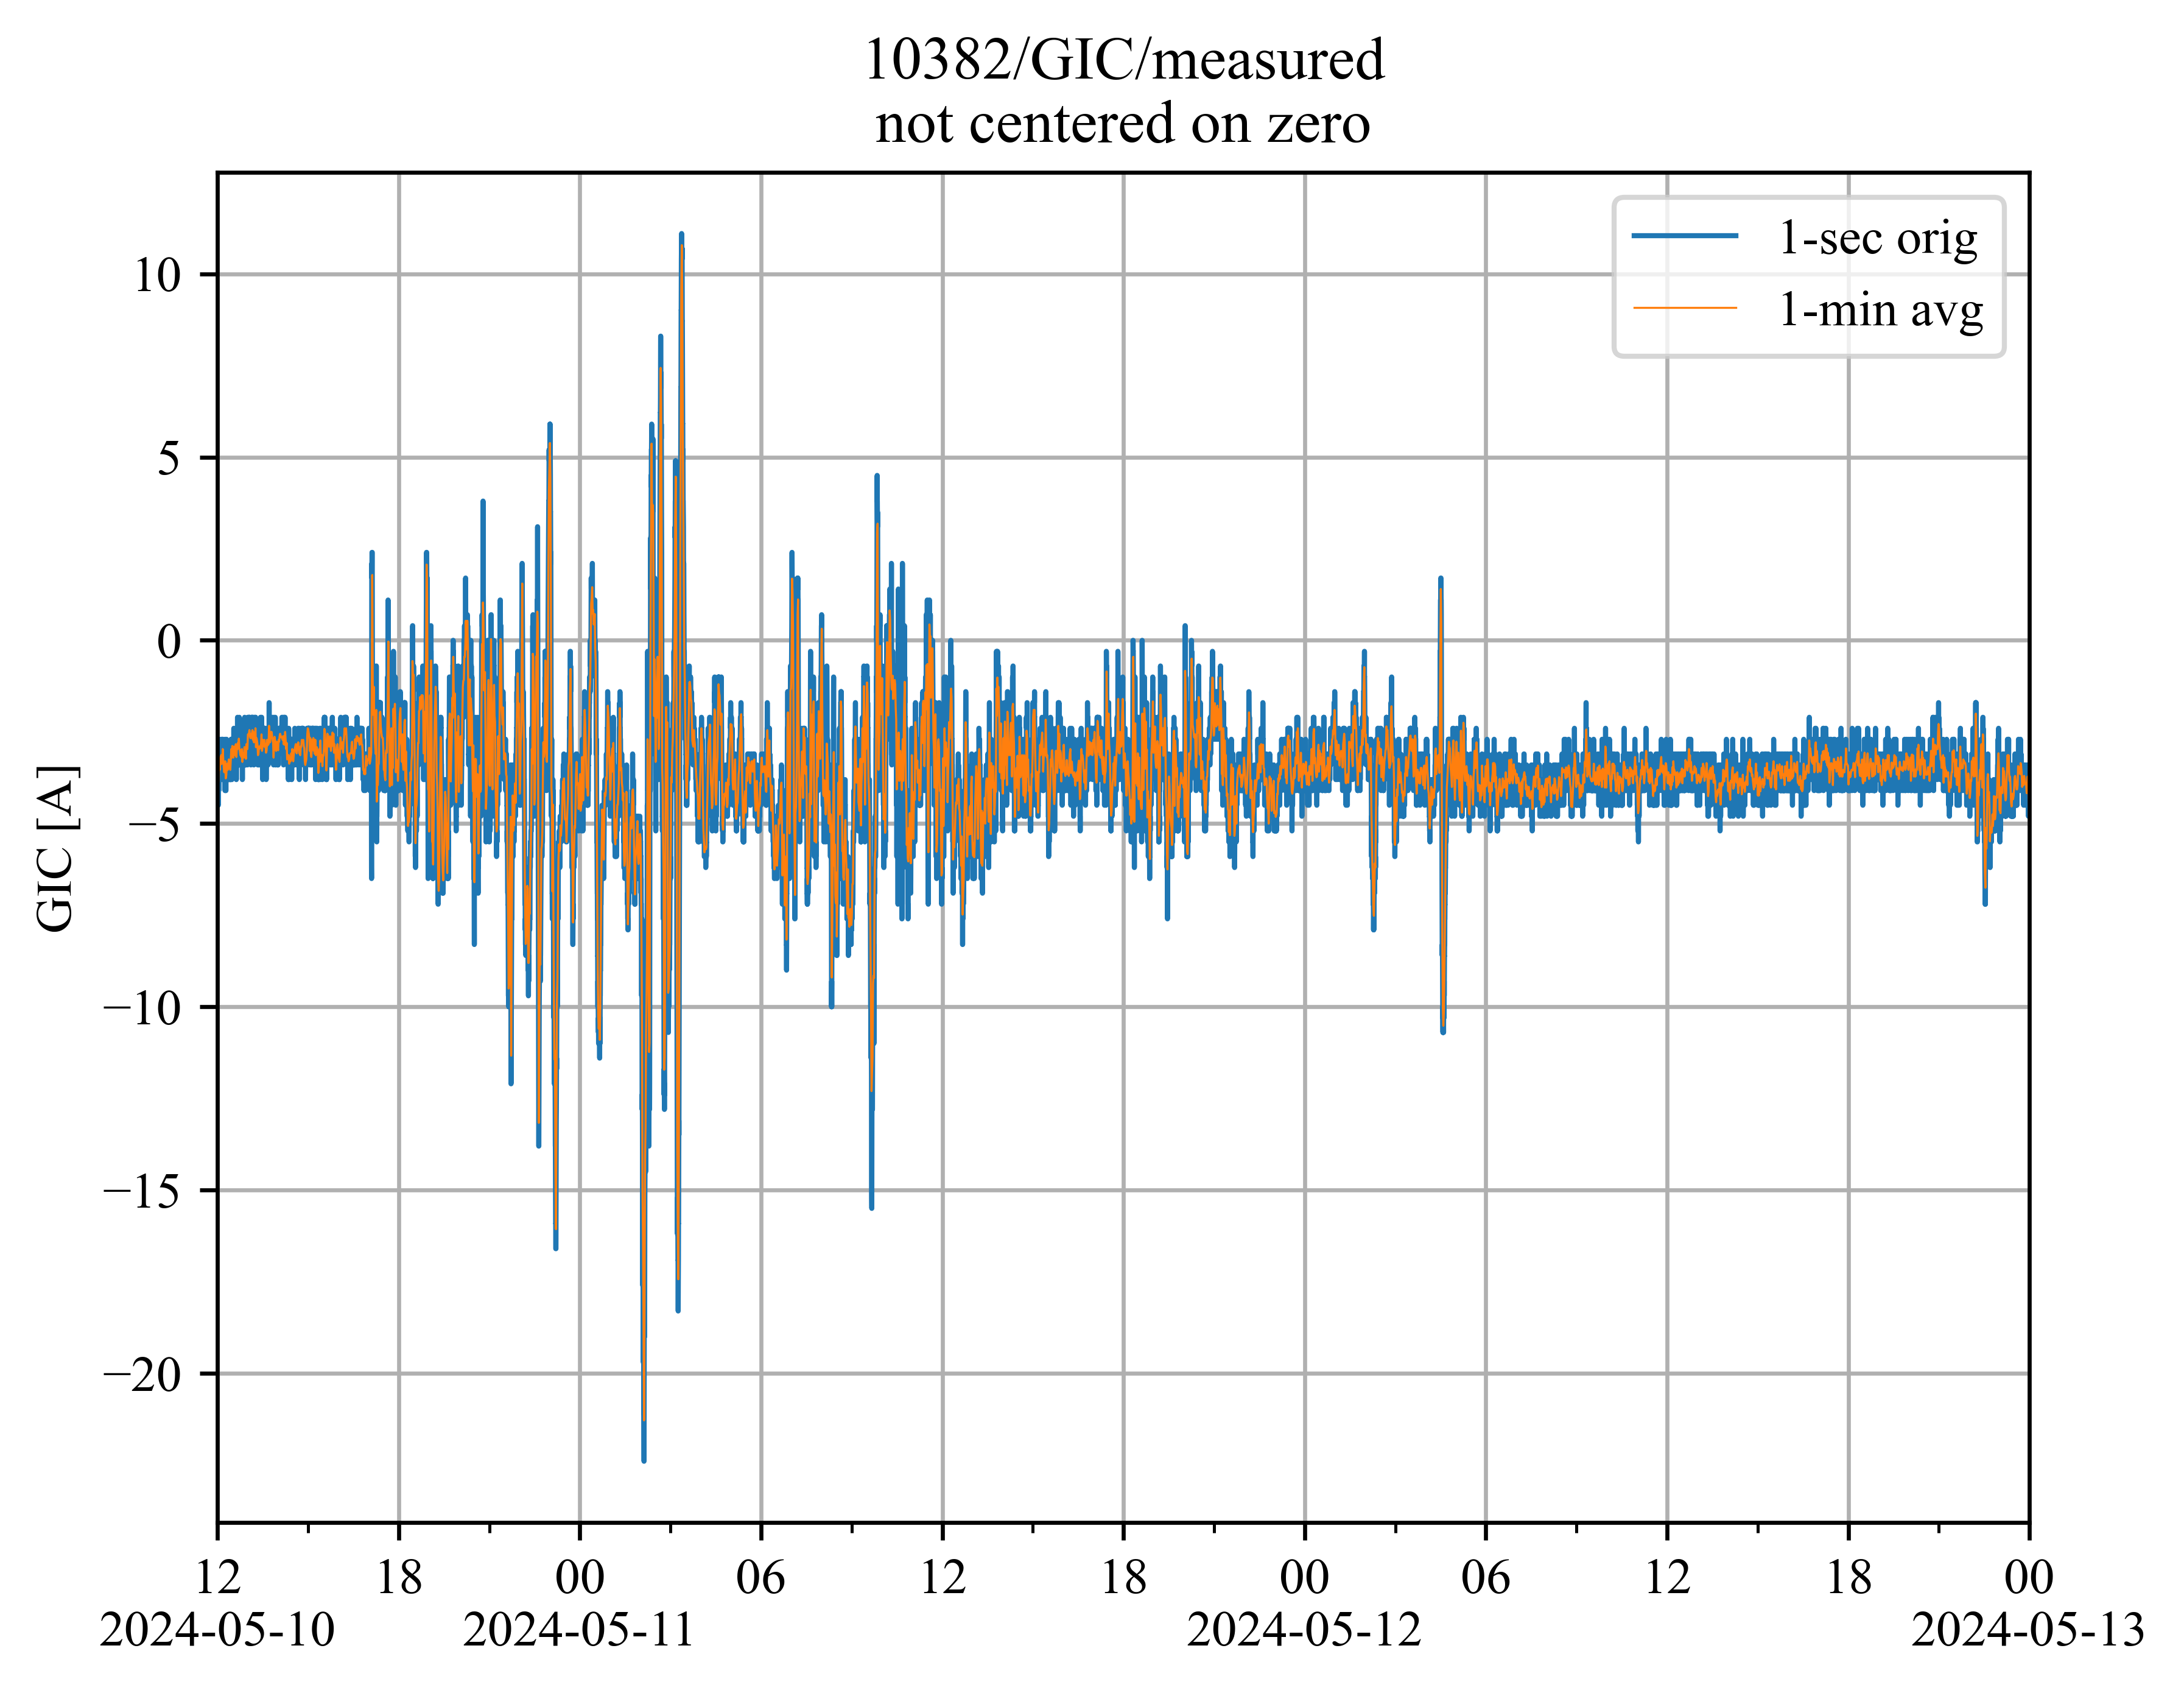 10382/GIC/measured
not centered on zero
1-sec orig
1-min avg
GIC [A]
10
5
0
−5
−10
−15
−20
12 18 00 06 12 18 00 06 12 18 00
2024-05-10 2024-05-11 2024-05-12 2024-05-13